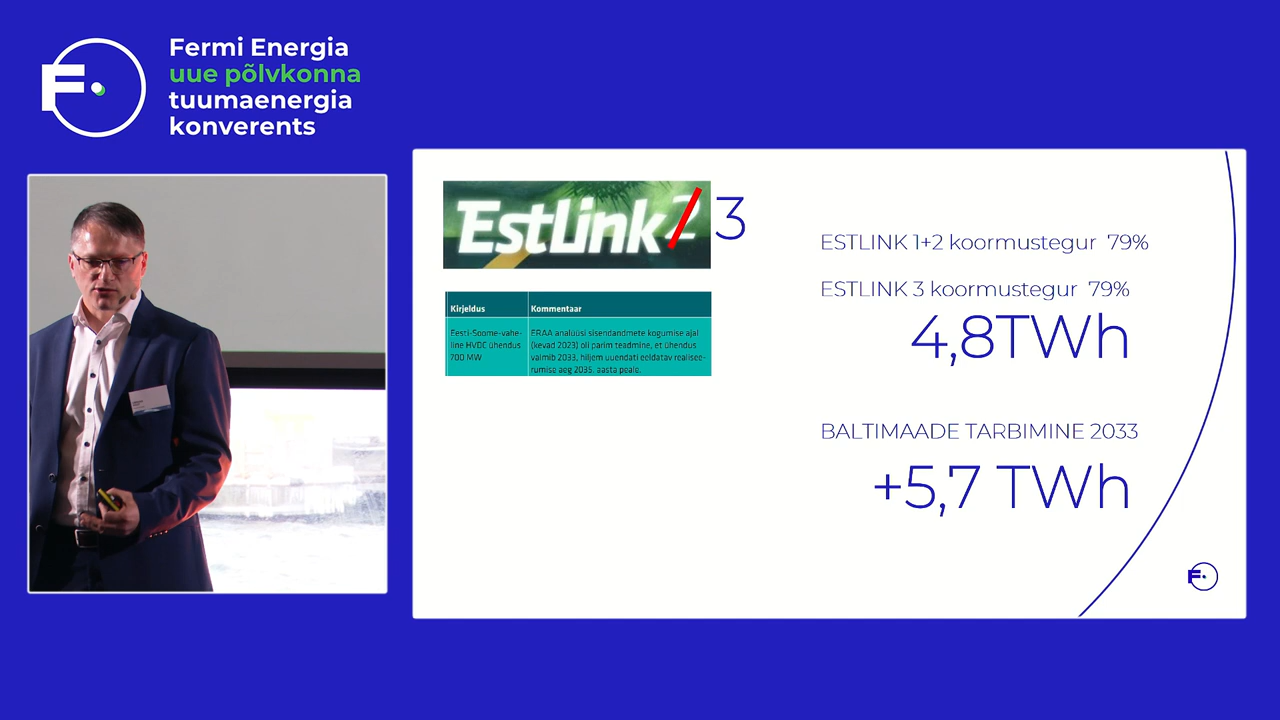 Fermi Energia
uue põlvkonna
tuumaenergia
konverents
EstLink2 3
ESTLINK 1+2 koormustegur 79%
ESTLINK 3 koormustegur 79%
4,8TWh
Kirjeldus
Kommentaar
Eesti-Soome-vahe-
line HVDC ühendus
700 MW
ERAA analüüsi sisendandmete kogumise ajal
(kevad 2023) oli parim teadmine, et ühendus
valmib 2033, hiljem uuendati eeldatav realisee-
rumise aeg 2035. aasta peale.
BALTIMAADE TARBIMINE 2033
+5,7 TWh
F